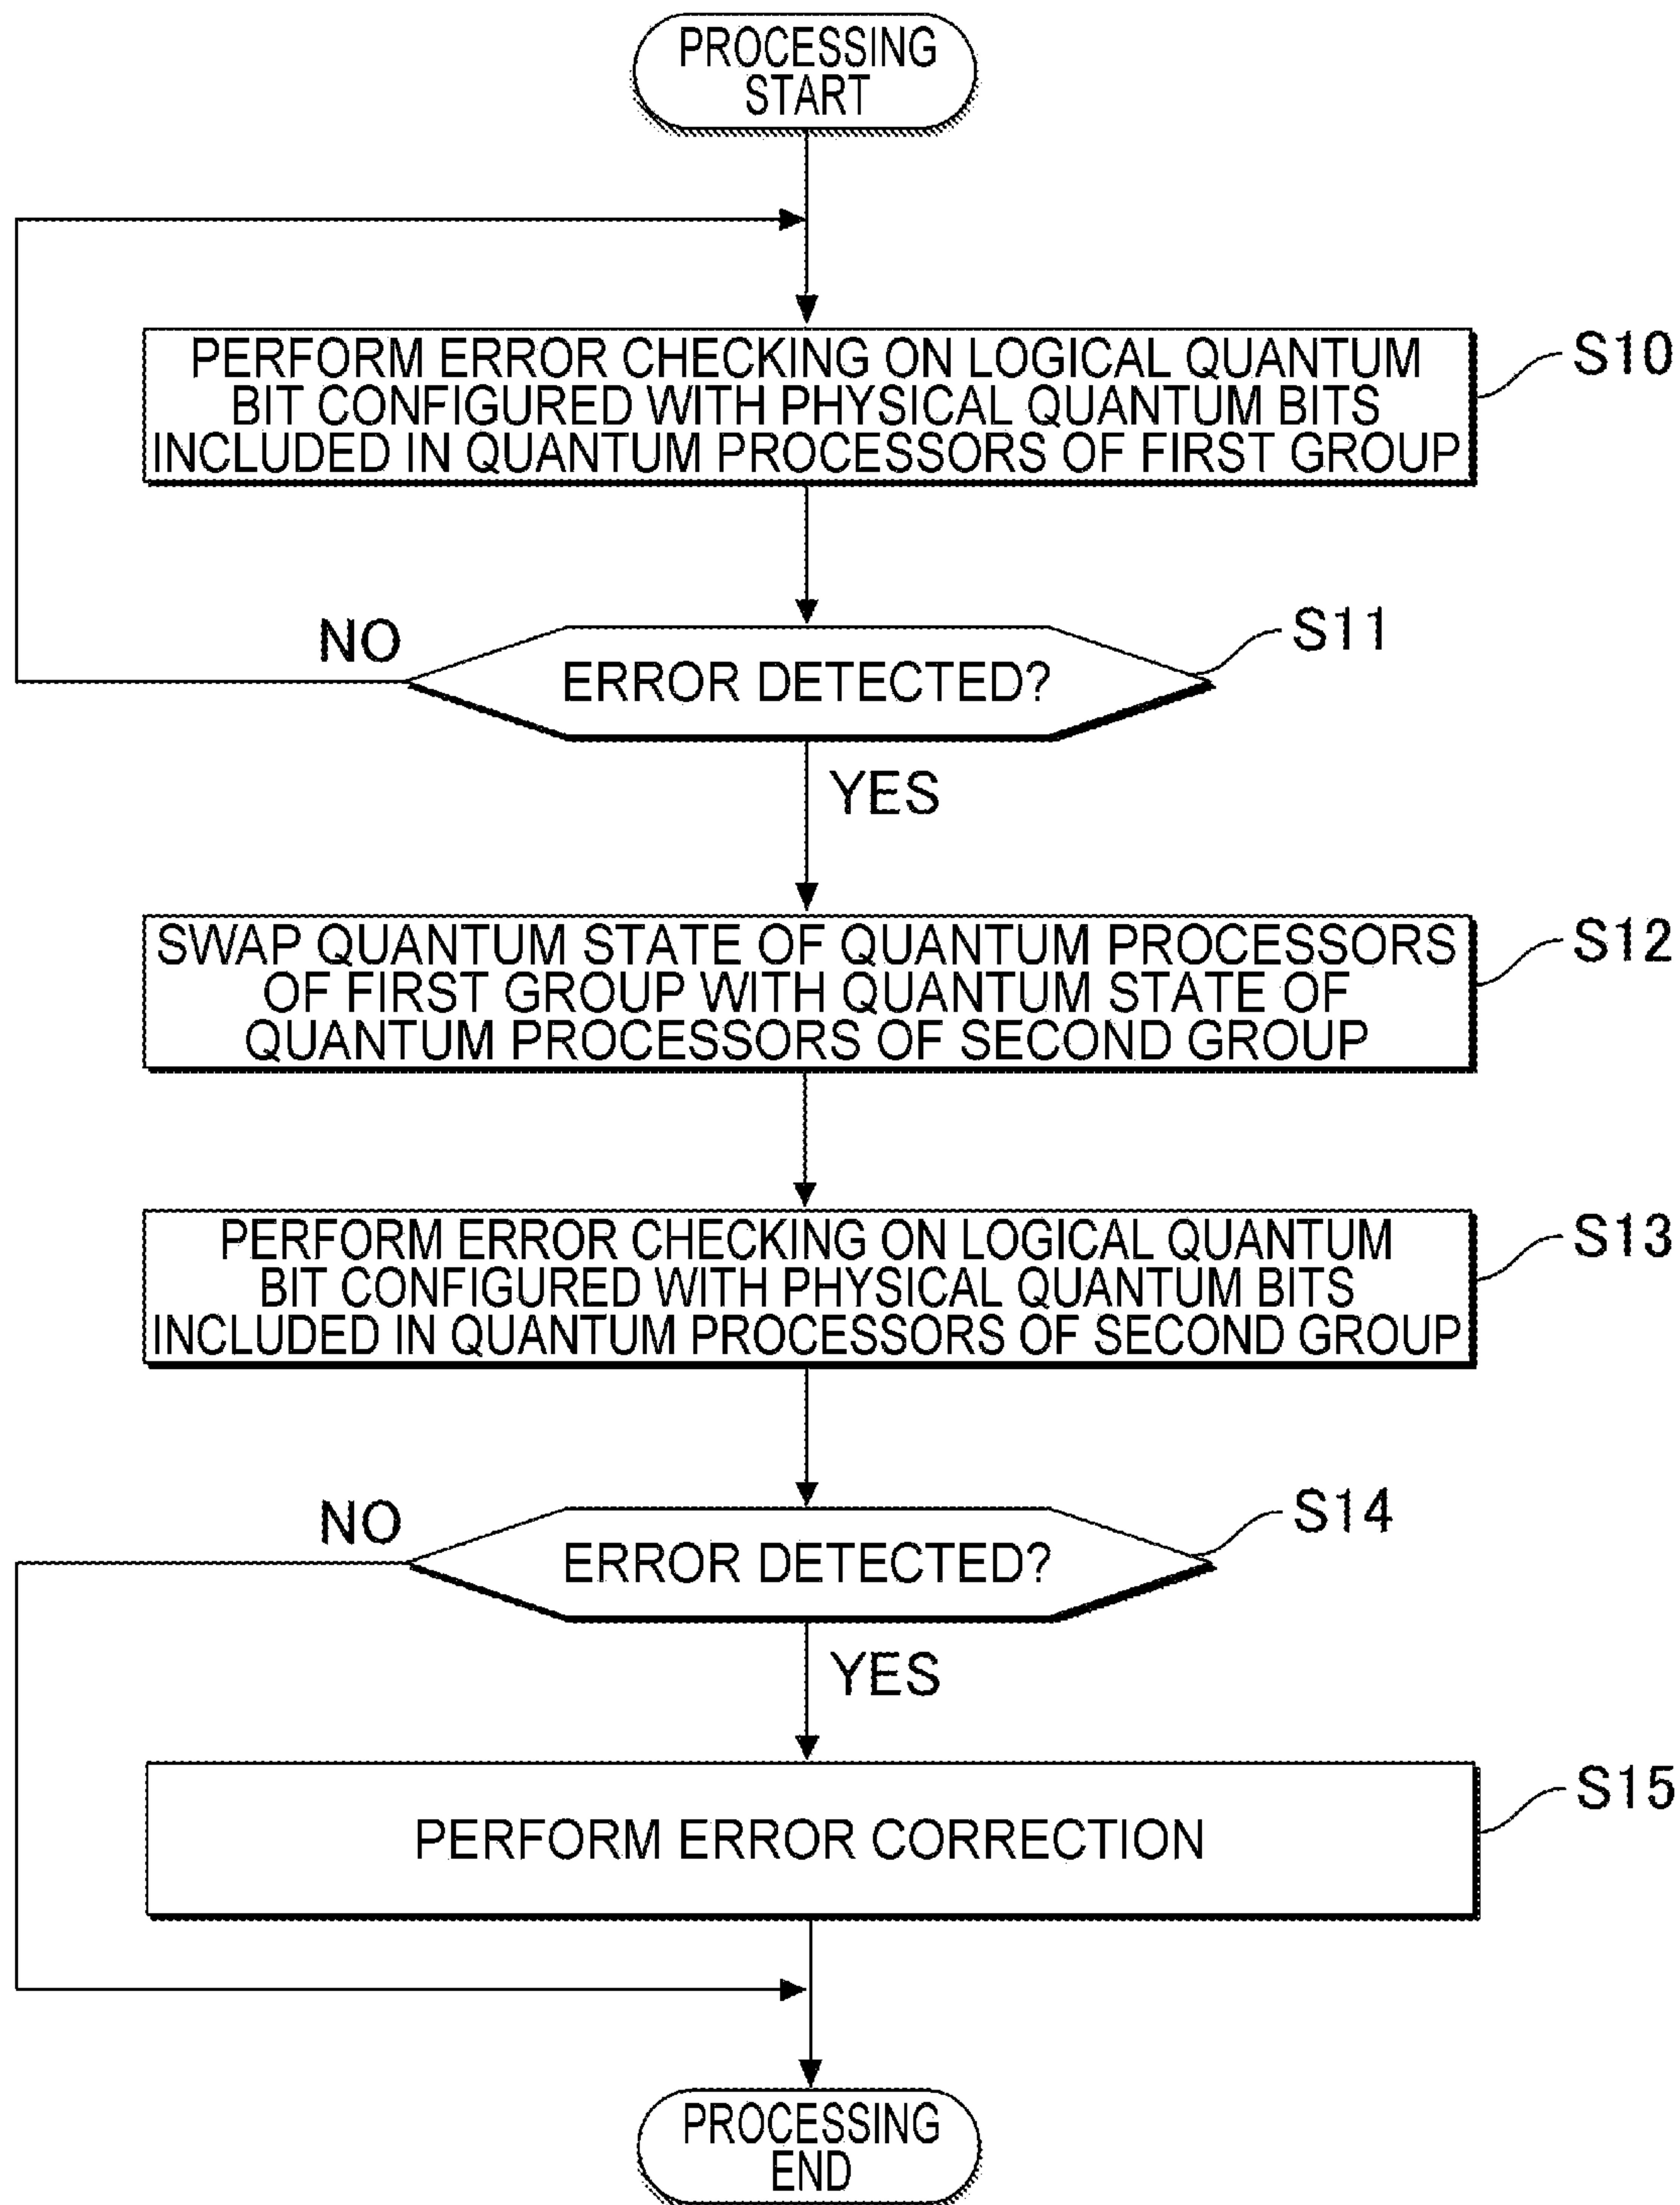 PROCESSING
START
PERFORM ERROR CHECKING ON LOGICAL QUANTUM
BIT CONFIGURED WITH PHYSICAL QUANTUM BITS
INCLUDED IN QUANTUM PROCESSORS OF FIRST GROUP
S10
NO
ERROR DETECTED?
S11
YES
SWAP QUANTUM STATE OF QUANTUM PROCESSORS
OF FIRST GROUP WITH QUANTUM STATE OF
QUANTUM PROCESSORS OF SECOND GROUP
S12
PERFORM ERROR CHECKING ON LOGICAL QUANTUM
BIT CONFIGURED WITH PHYSICAL QUANTUM BITS
INCLUDED IN QUANTUM PROCESSORS OF SECOND GROUP
S13
NO
ERROR DETECTED?
S14
YES
PERFORM ERROR CORRECTION
S15
PROCESSING
END